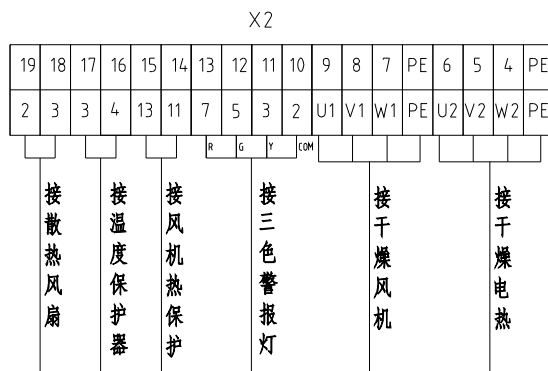 X2
19 18 17 16 15 14 13 12 11 10 9 8 7 PE 6 5 4 PE
2 3 3 4 13 11 7 5 3 2 U1 V1 W1 PE U2 V2 W2 PE
R G Y COM
接散热风扇
接温度保护器
接风机热保护
接三色警报灯
接干燥风机
接干燥电热